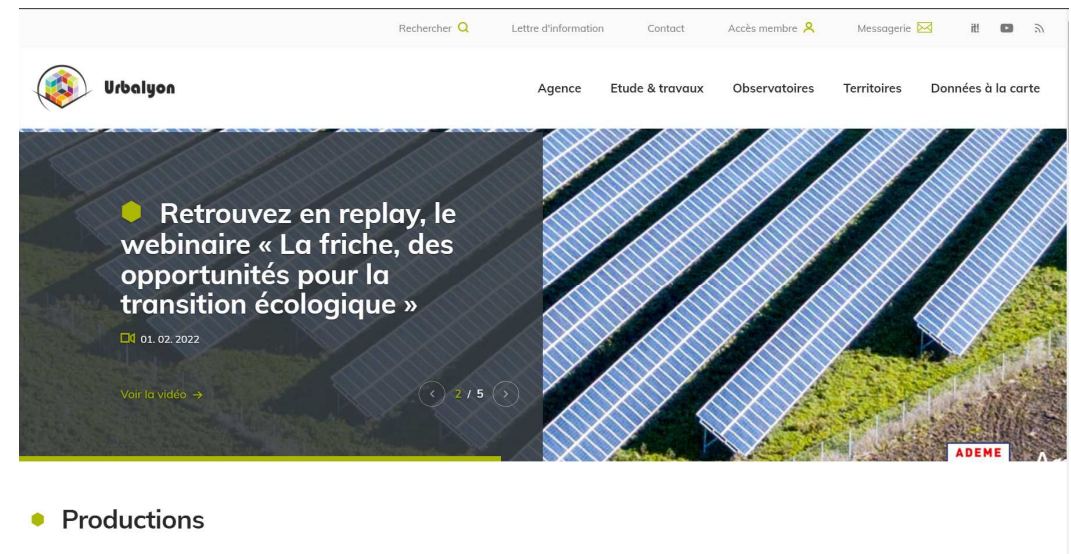 Rechercher Lettre d'information Contact Accès membre Messagerie it!
Urbalyon
Agence Etude & travaux Observatoires Territoires Données à la carte
Retrouvez en replay, le
webinaire « La friche, des
opportunités pour la
transition écologique »
01. 02. 2022
Voir la vidéo → 2 / 5
ADEME
Productions